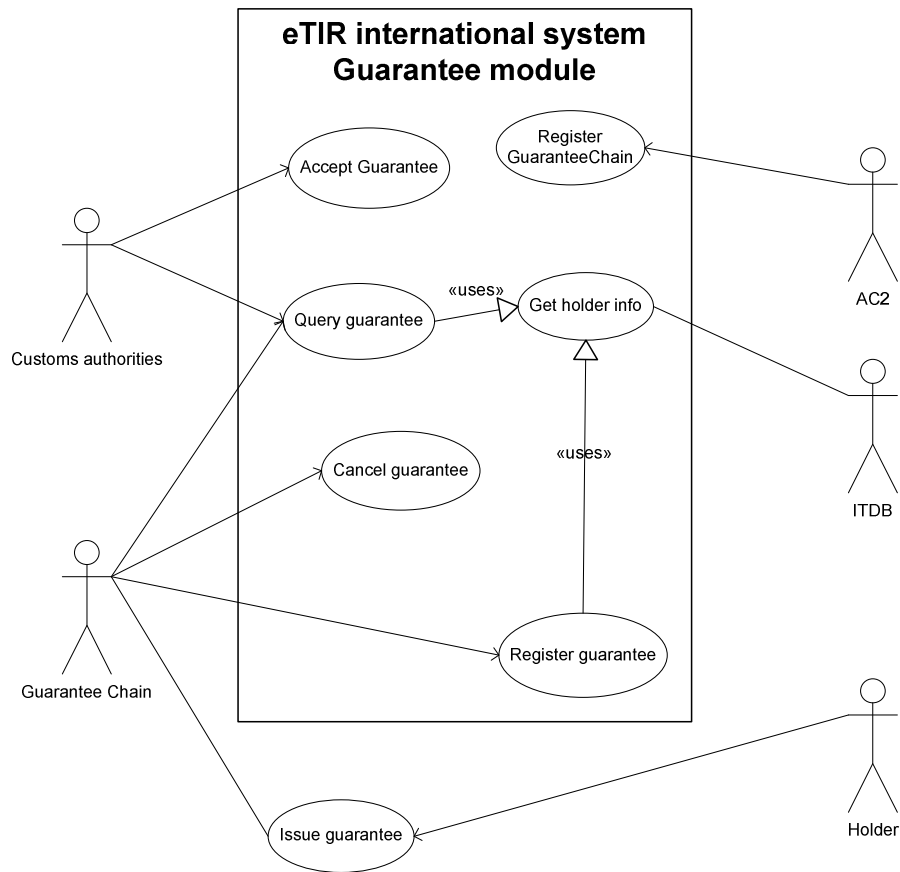 eTIR international system
Guarantee module
Register
GuaranteeChain
Accept Guarantee
AC2
«uses»
Get holder info
Query guarantee
Customs authorities
«uses»
Cancel guarantee
ITDB
Register guarantee
Guarantee Chain
Issue guarantee
Holder